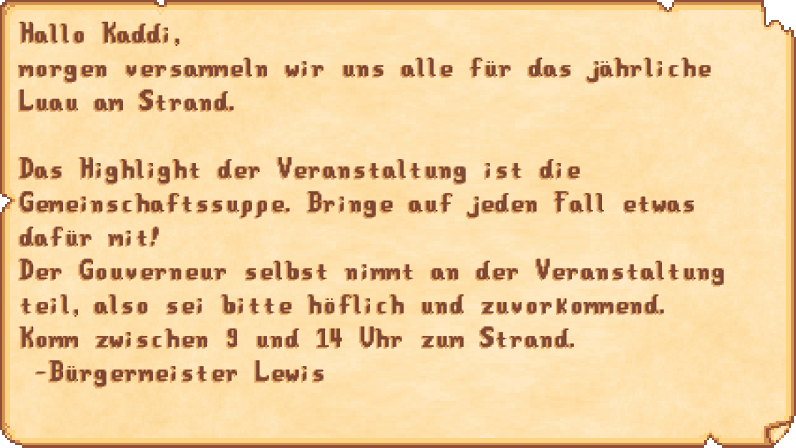 Hallo Kaddi,
morgen versammeln wir uns alle für das jährliche
Luau am Strand.

Das Highlight der Veranstaltung ist die
Gemeinschaftssuppe. Bringe auf jeden Fall etwas
dafür mit!
Der Gouverneur selbst nimmt an der Veranstaltung
teil, also sei bitte höflich und zuvorkommend.
Komm zwischen 9 und 14 Uhr zum Strand.
-Bürgermeister Lewis